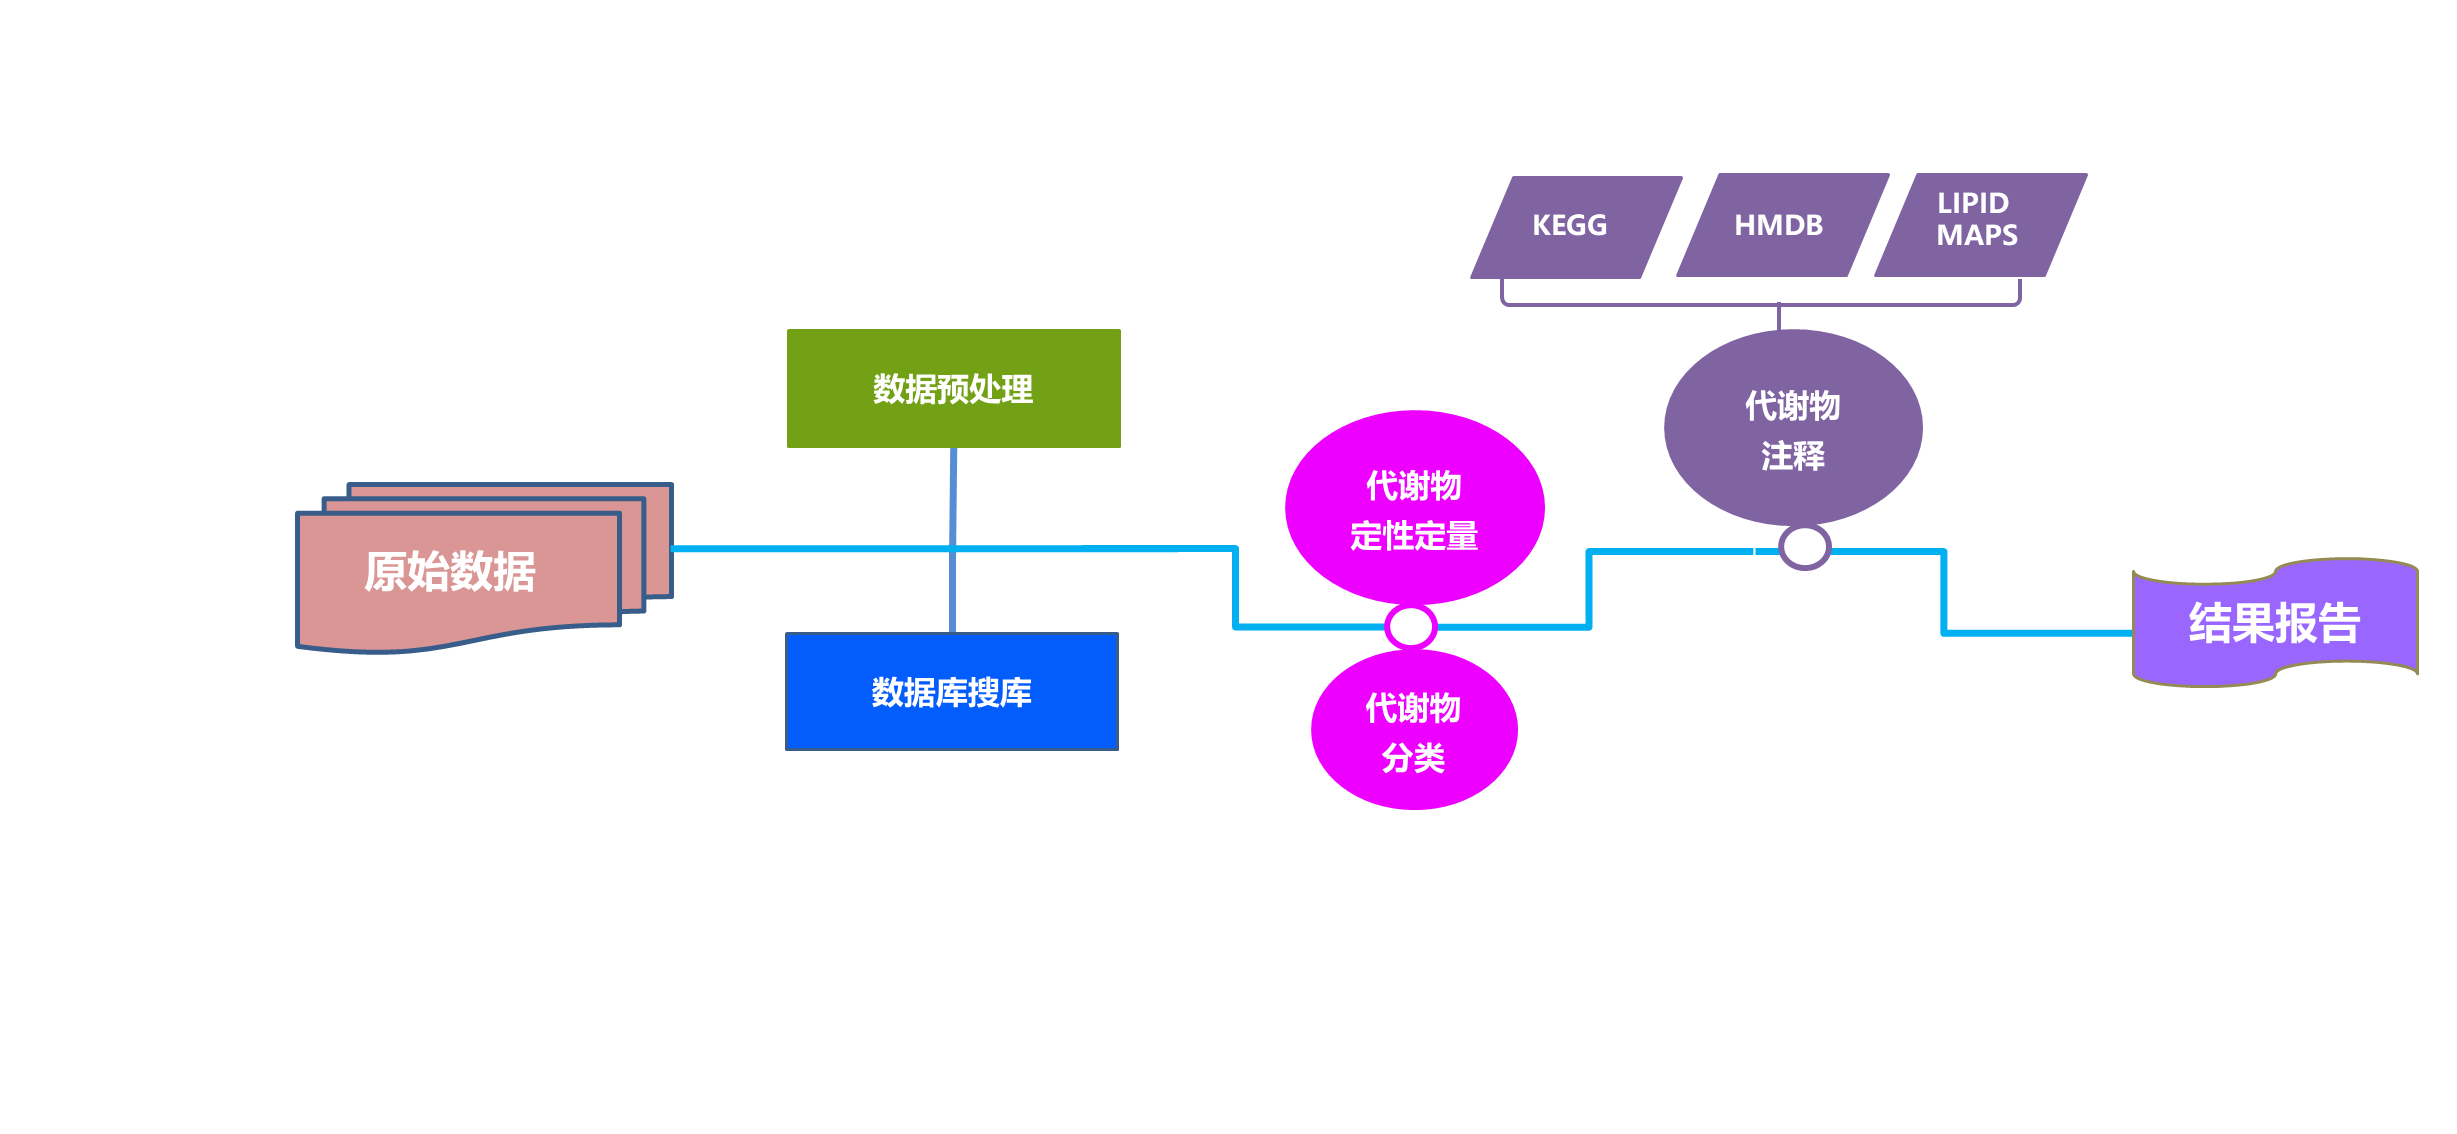 原始数据
数据预处理
数据库搜库
代谢物
定性定量
代谢物
分类
KEGG
HMDB
LIPID
MAPS
代谢物
注释
结果报告